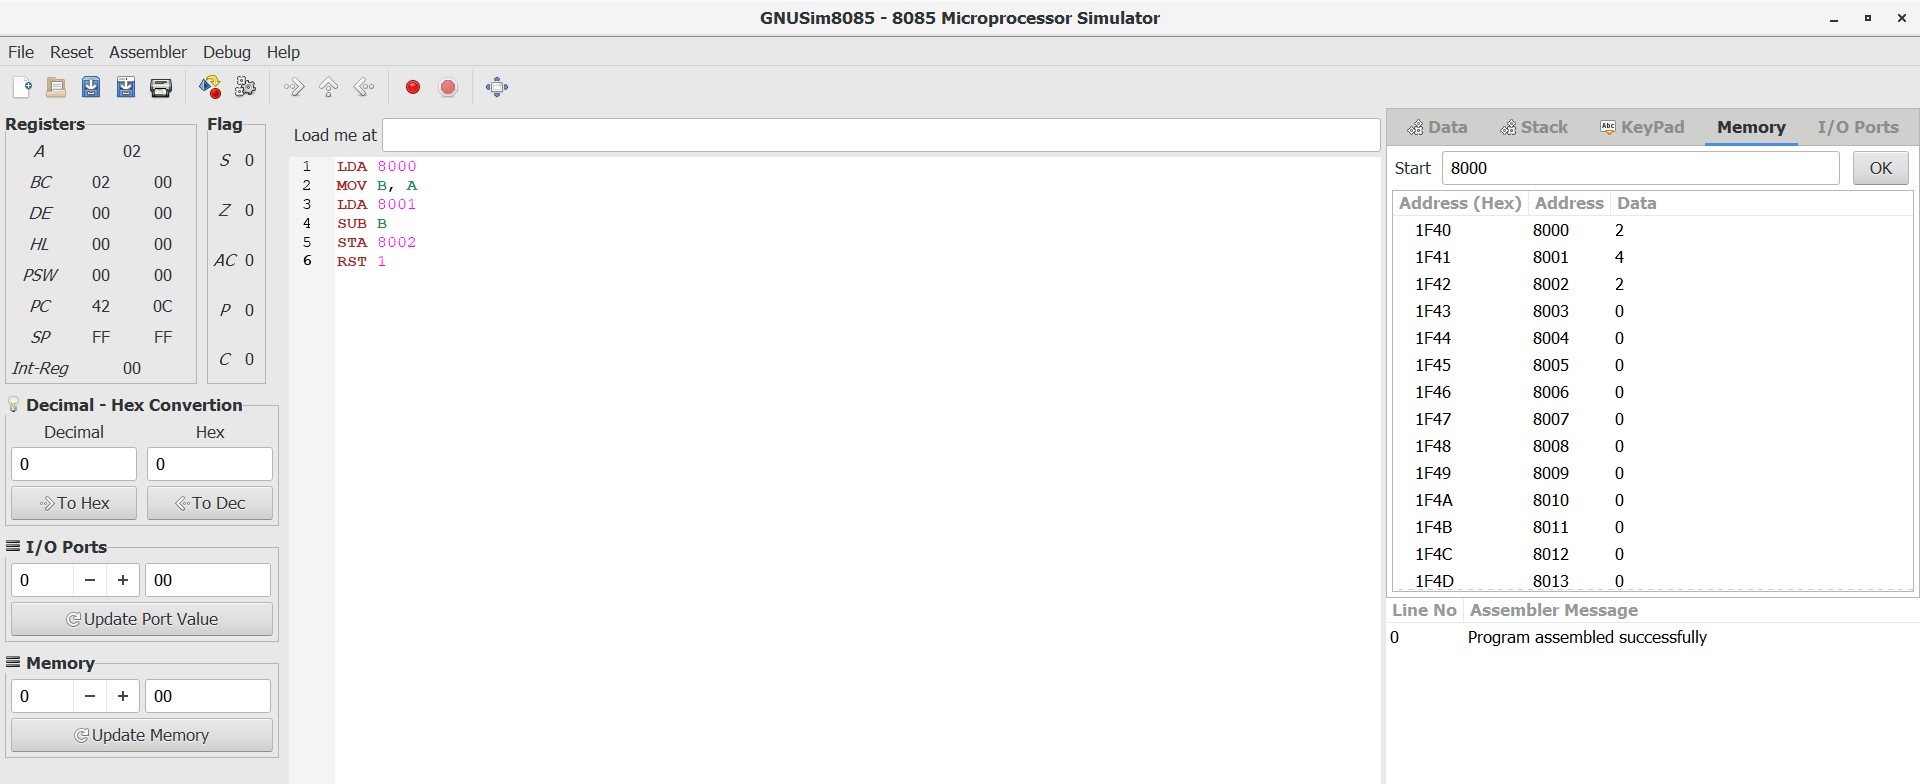 GNUSim8085 - 8085 Microprocessor Simulator
File Reset Assembler Debug Help
Registers
A 02
BC 02 00
DE 00 00
HL 00 00
PSW 00 00
PC 42 0C
SP FF FF
Int-Reg 00
Flag
S 0
Z 0
AC 0
P 0
C 0
Decimal - Hex Convertion
Decimal Hex
0 0
To Hex To Dec
I/O Ports
0 − + 00
Update Port Value
Memory
0 − + 00
Update Memory
Load me at
1 LDA 8000
2 MOV B, A
3 LDA 8001
4 SUB B
5 STA 8002
6 RST 1
Data Stack Abc KeyPad Memory I/O Ports
Start 8000 OK
Address (Hex) Address Data
1F40 8000 2
1F41 8001 4
1F42 8002 2
1F43 8003 0
1F44 8004 0
1F45 8005 0
1F46 8006 0
1F47 8007 0
1F48 8008 0
1F49 8009 0
1F4A 8010 0
1F4B 8011 0
1F4C 8012 0
1F4D 8013 0
Line No Assembler Message
0 Program assembled successfully